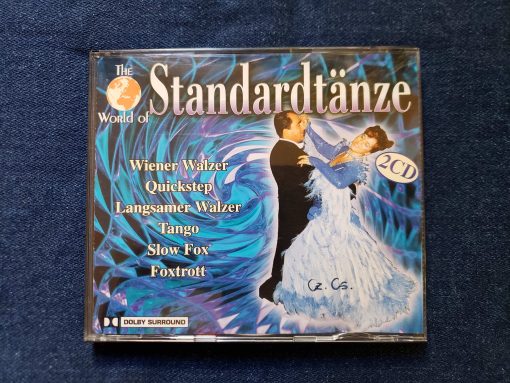 The
World of
Standardtänze
Wiener Walzer
Quickstep
Langsamer Walzer
Tango
Slow Fox
Foxtrott
2CD
Cz. Cs.
DOLBY SURROUND